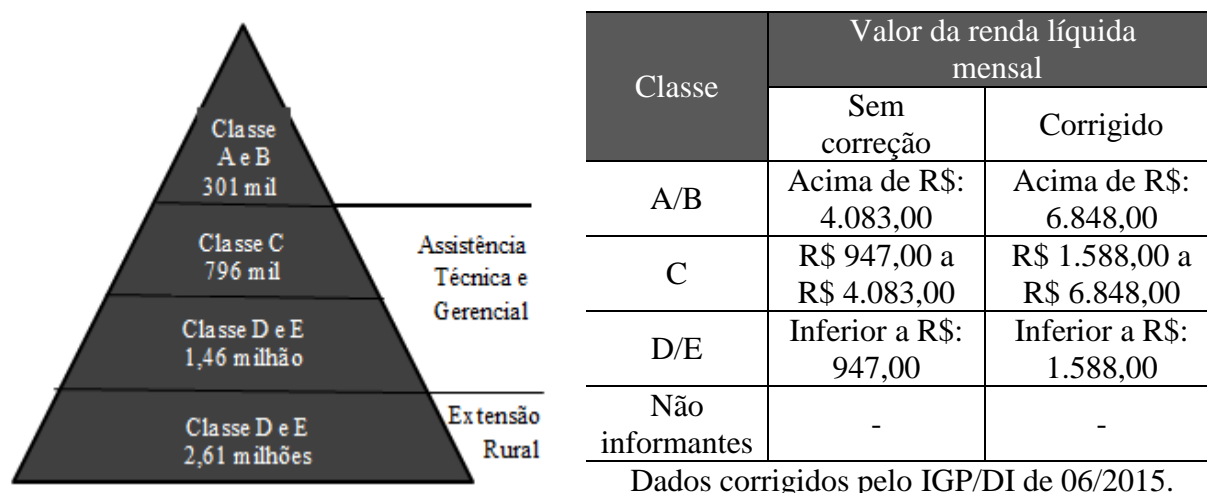 Classe
A e B
301 mil
Classe C
796 mil
Classe D e E
1,46 milhão
Classe D e E
2,61 milhões
Assistência
Técnica e
Gerencial
Extensão
Rural
Classe
Valor da renda líquida
mensal
Sem
correção
Corrigido
A/B
Acima de R$:
4.083,00
Acima de R$:
6.848,00
C
R$ 947,00 a
R$ 4.083,00
R$ 1.588,00 a
R$ 6.848,00
D/E
Inferior a R$:
947,00
Inferior a R$:
1.588,00
Não
informantes
-
-
Dados corrigidos pelo IGP/DI de 06/2015.